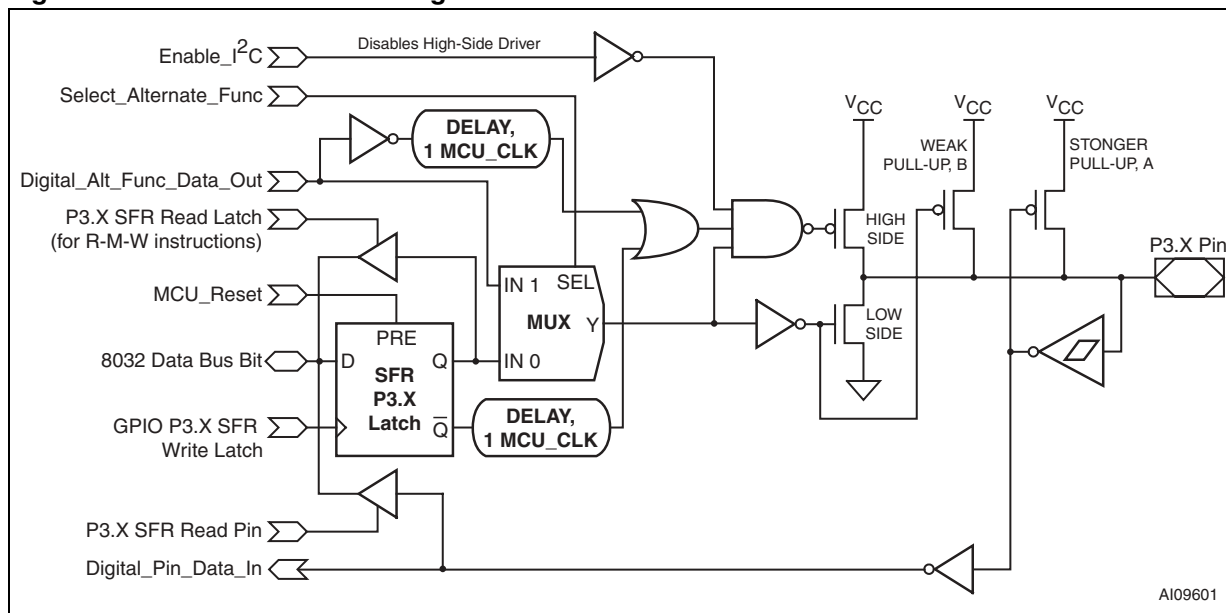 Enable_I2C
Disables High-Side Driver
Select_Alternate_Func
DELAY,
1 MCU_CLK
Digital_Alt_Func_Data_Out
P3.X SFR Read Latch
(for R-M-W instructions)
MCU_Reset
8032 Data Bus Bit
GPIO P3.X SFR
Write Latch
P3.X SFR Read Pin
Digital_Pin_Data_In
PRE
D
Q
SFR
P3.X
Latch
Q
DELAY,
1 MCU_CLK
IN 1
SEL
MUX
Y
IN 0
VCC
VCC
VCC
WEAK
PULL-UP, B
STONGER
PULL-UP, A
HIGH
SIDE
LOW
SIDE
P3.X Pin
AI09601